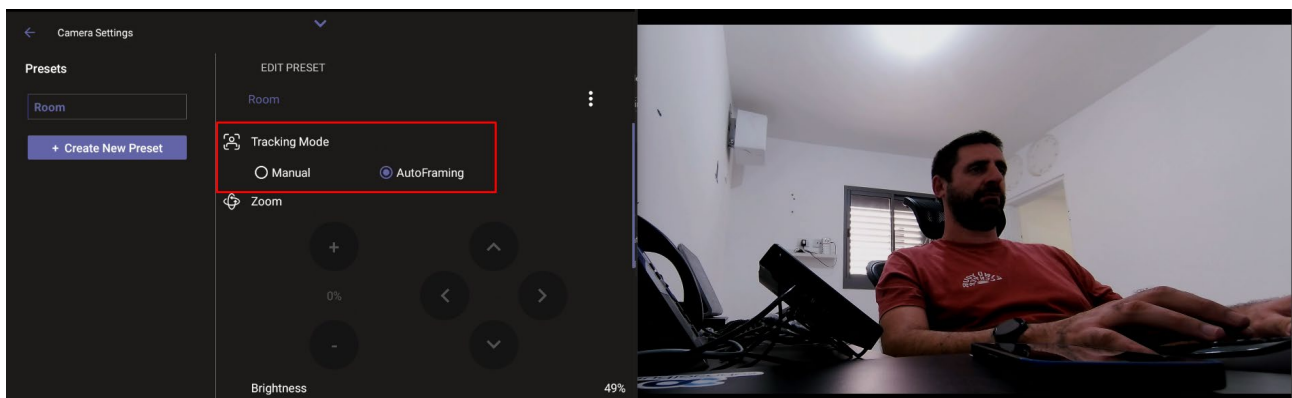 Camera Settings
Presets
Room
+ Create New Preset
EDIT PRESET
Room
Tracking Mode
Manual
AutoFraming
Zoom
+
0%
-
Brightness
49%